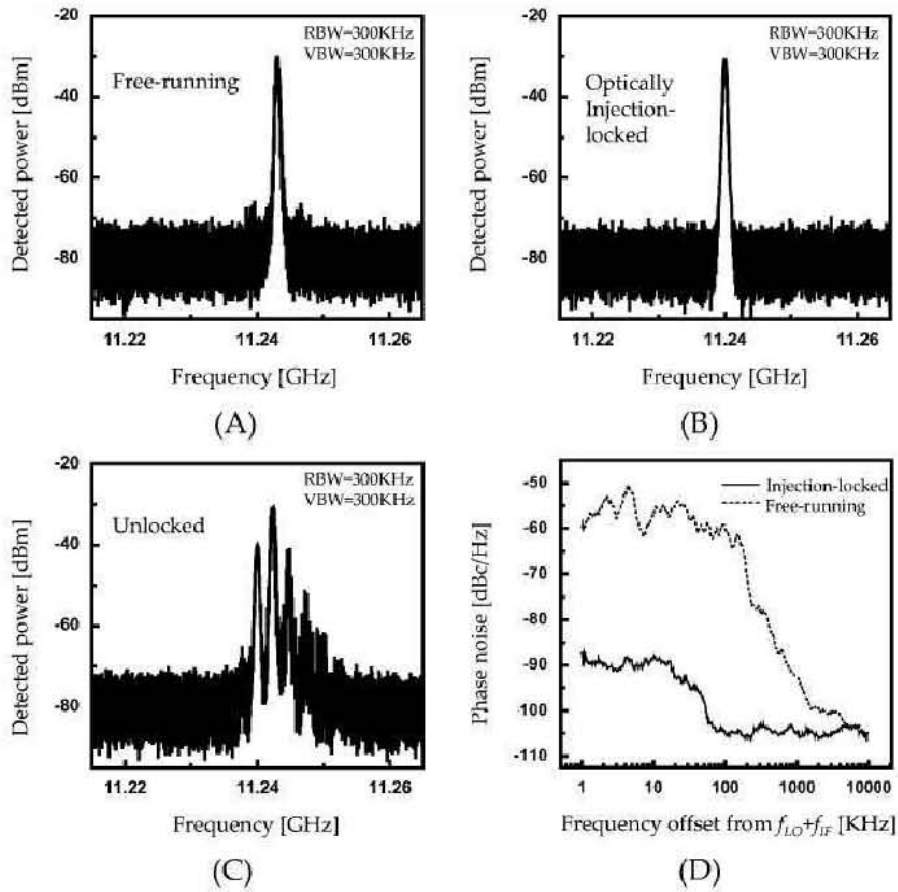 -20
-40
-60
-80
Detected power [dBm]
RBW=300KHz
VBW=300KHz
Free-running
11.22
11.24
11.26
Frequency [GHz]
(A)
-20
-40
-60
-80
Detected power [dBm]
RBW=300KHz
VBW=300KHz
Optically
Injection-
locked
11.22
11.24
11.26
Frequency [GHz]
(B)
-20
-40
-60
-80
Detected power [dBm]
RBW=300KHz
VBW=300KHz
Unlocked
11.22
11.24
11.26
Frequency [GHz]
(C)
-50
-60
-70
-80
-90
-100
-110
Phase noise [dBc/Hz]
Injection-locked
Free-running
1
10
100
1000
10000
Frequency offset from fLO+fIF [KHz]
(D)